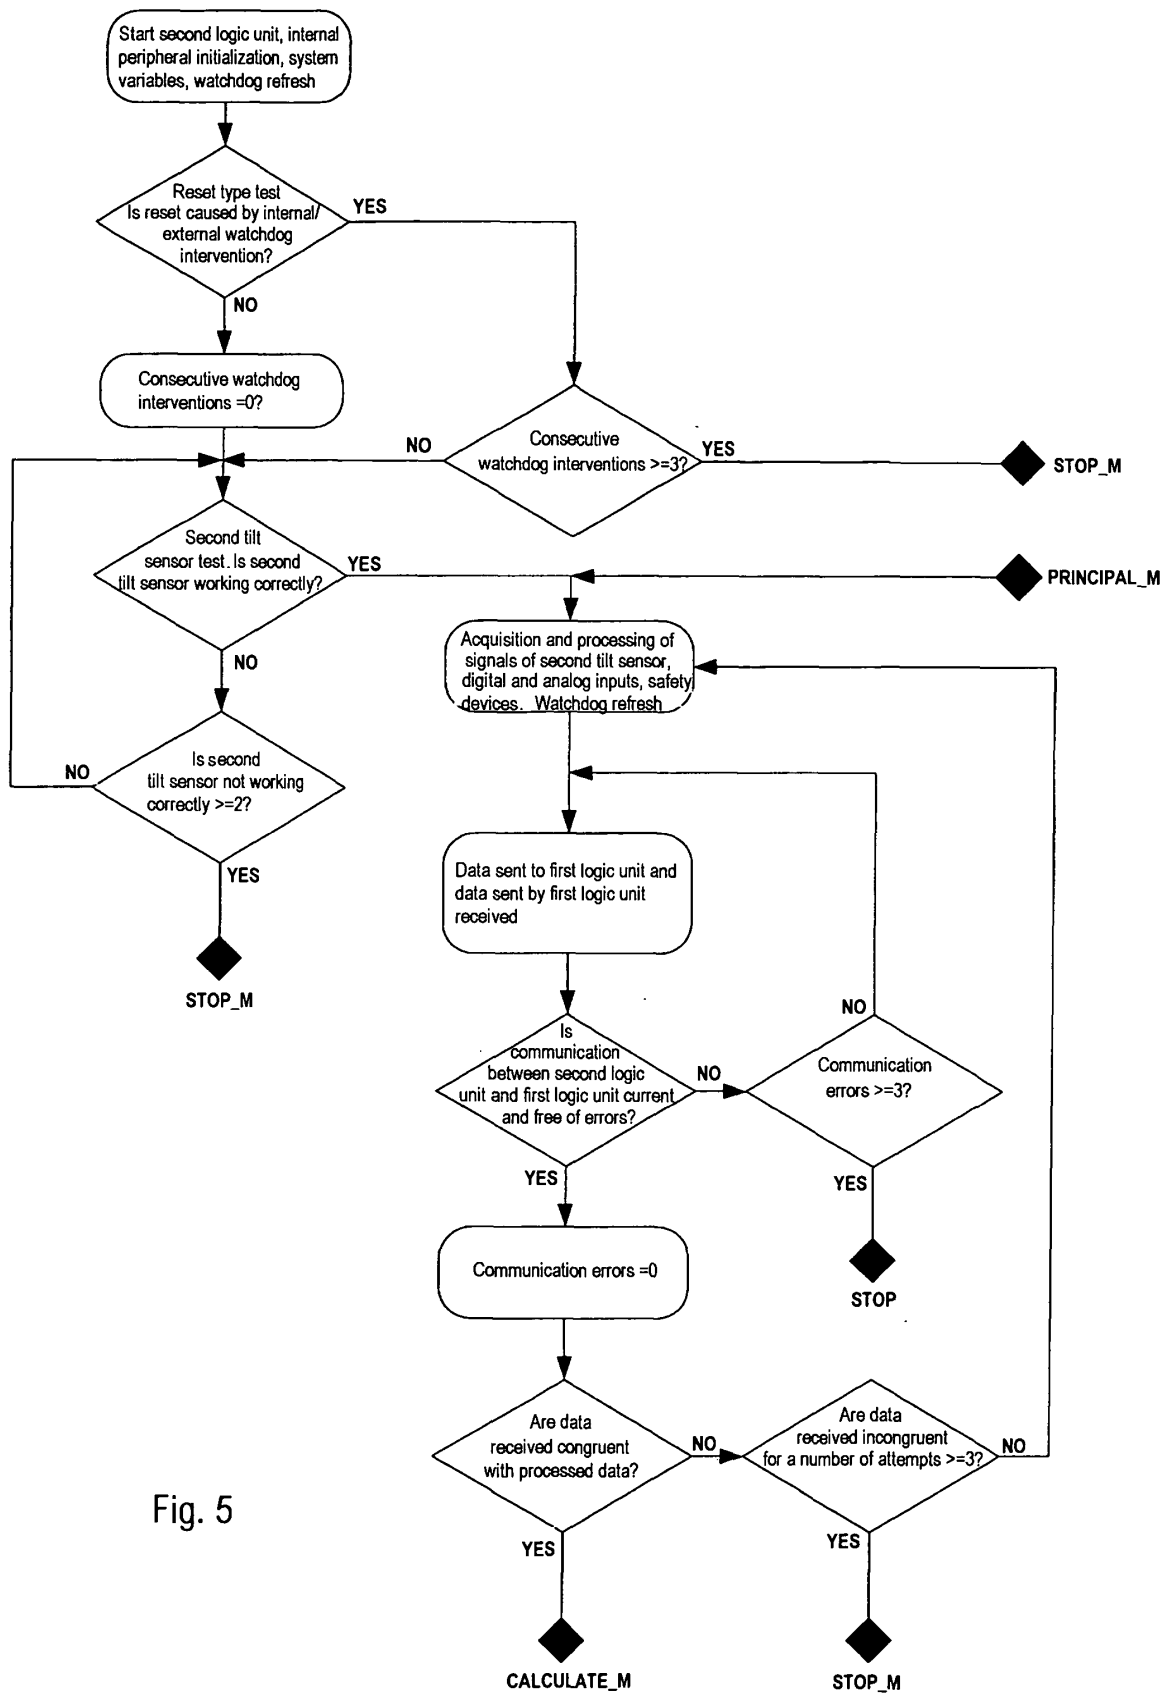 Start second logic unit, internal
peripheral initialization, system
variables, watchdog refresh
Reset type test
Is reset caused by internal/
external watchdog
intervention?
YES
NO
Consecutive watchdog
interventions =0?
NO
Consecutive
watchdog interventions >=3?
YES
STOP_M
Second tilt
sensor test. Is second
tilt sensor working correctly?
YES
PRINCIPAL_M
NO
Acquisition and processing of
signals of second tilt sensor,
digital and analog inputs, safety
devices. Watchdog refresh
NO
Is second
tilt sensor not working
correctly >=2?
YES
STOP_M
Data sent to first logic unit and
data sent by first logic unit
received
NO
Is
communication
between second logic
unit and first logic unit current
and free of errors?
NO
Communication
errors >=3?
YES
YES
STOP
Communication errors =0
Are data
received congruent
with processed data?
NO
Are data
received incongruent
for a number of attempts >=3?
NO
YES
YES
CALCULATE_M
STOP_M
Fig. 5